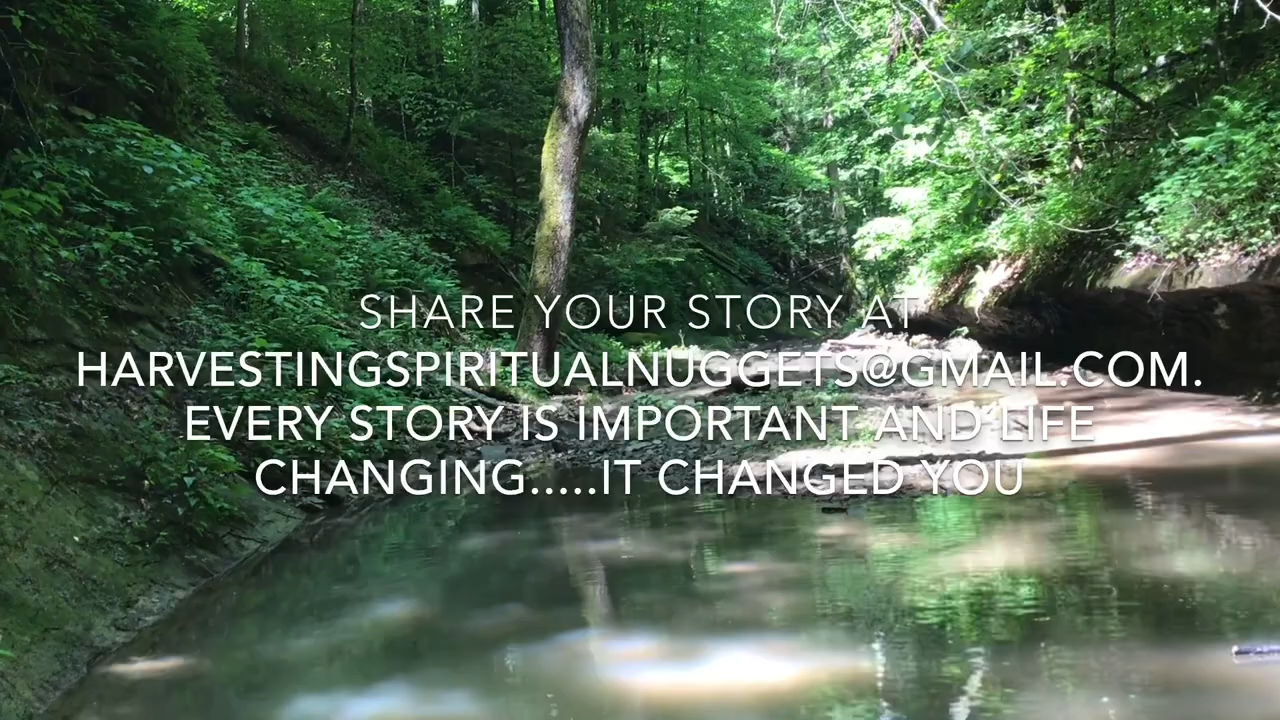 SHARE YOUR STORY AT
HARVESTINGSPIRITUALNUGGETS@GMAIL.COM.
EVERY STORY IS IMPORTANT AND LIFE
CHANGING.....IT CHANGED YOU